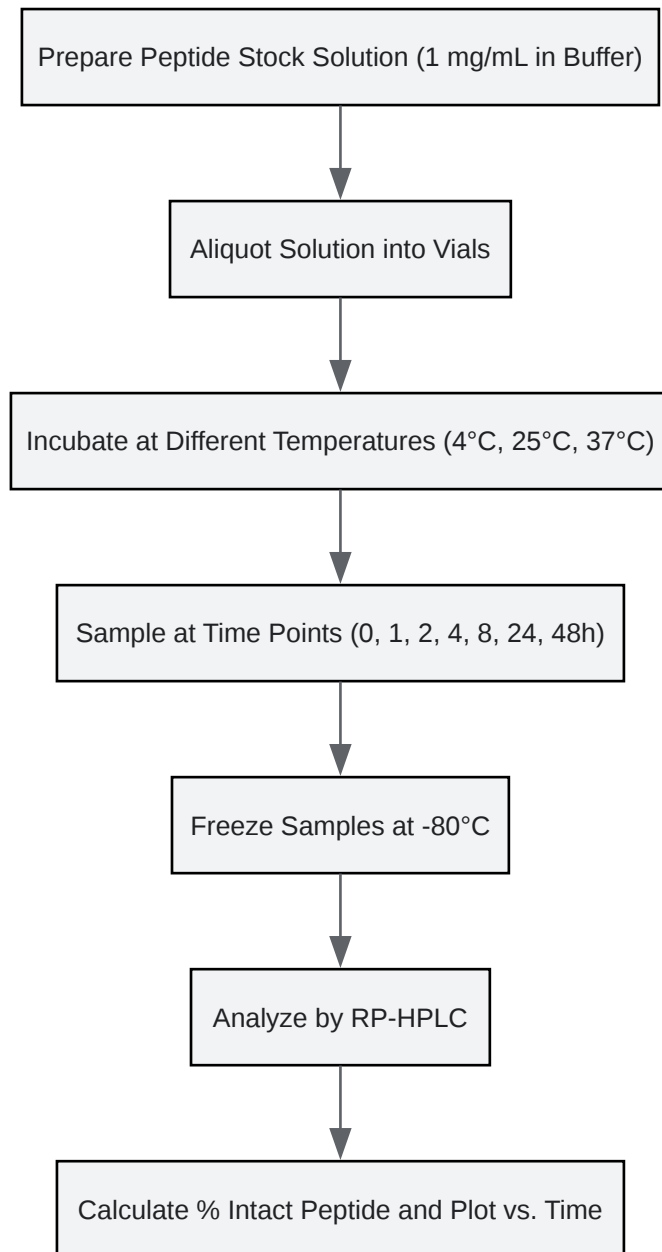 Prepare Peptide Stock Solution (1 mg/mL in Buffer)
Aliquot Solution into Vials
Incubate at Different Temperatures (4°C, 25°C, 37°C)
Sample at Time Points (0, 1, 2, 4, 8, 24, 48h)
Freeze Samples at -80°C
Analyze by RP-HPLC
Calculate % Intact Peptide and Plot vs. Time